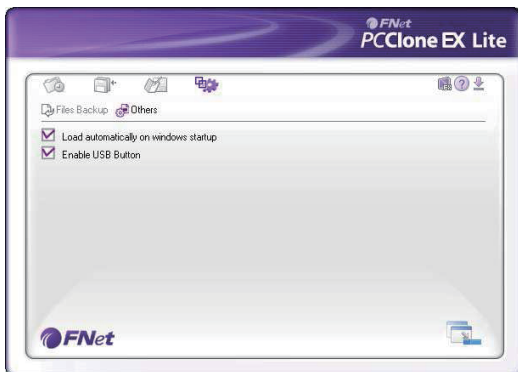 FNet
PCClone EX Lite
Files Backup Others
Load automatically on windows startup
Enable USB Button
FNet